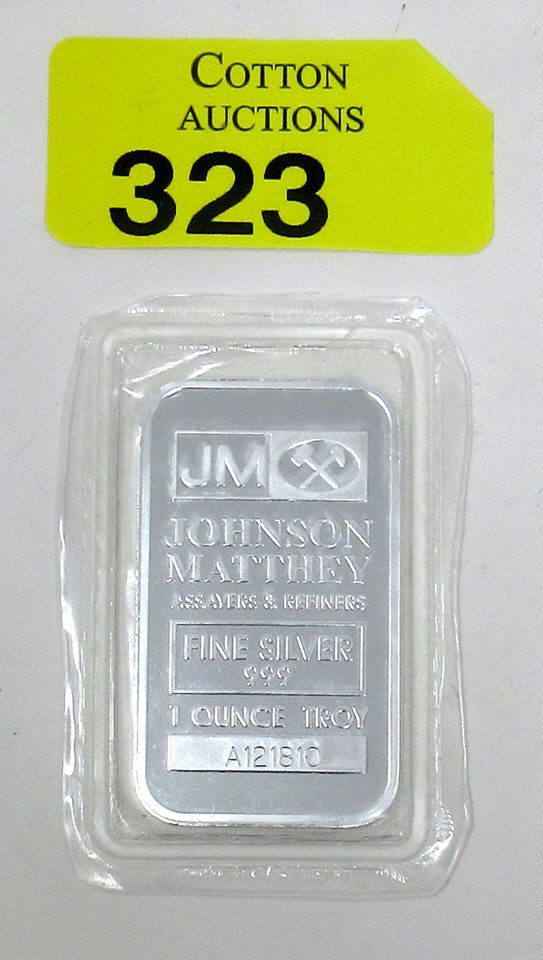 COTTON
AUCTIONS
323
JM
JOHNSON
MATTHEY
ASSAYERS & REFINERS
FINE SILVER
999
1 OUNCE TROY
A121810